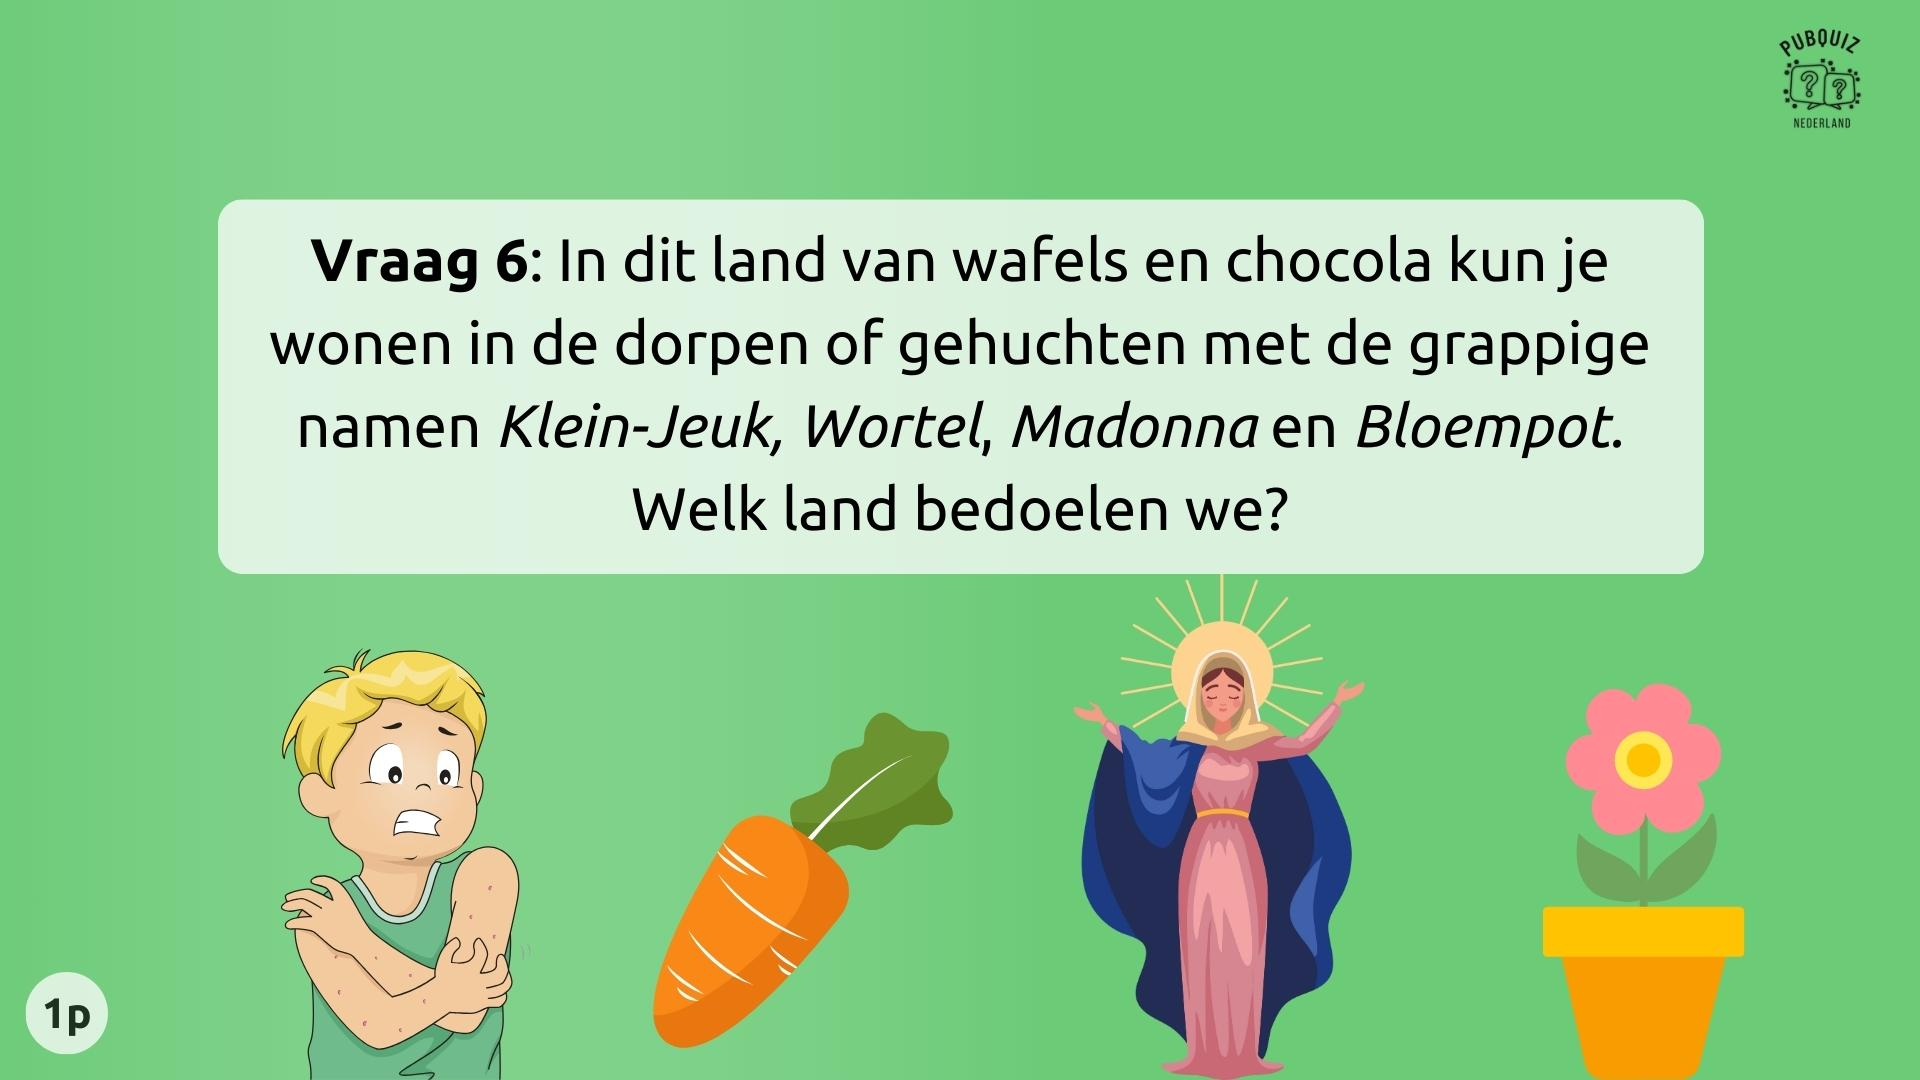 PUBQUIZ
? ?
NEDERLAND
Vraag 6: In dit land van wafels en chocola kun je
wonen in de dorpen of gehuchten met de grappige
namen Klein-Jeuk, Wortel, Madonna en Bloempot.
Welk land bedoelen we?
1p